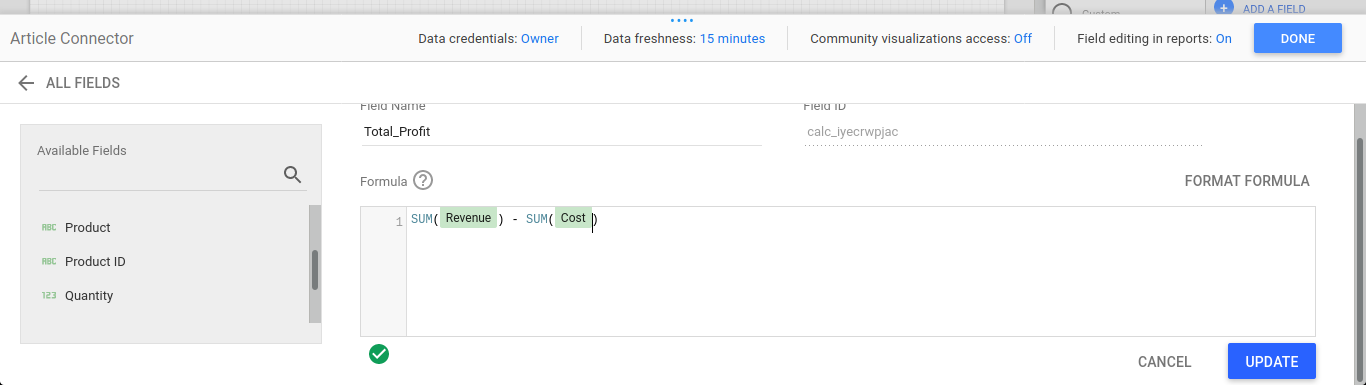 Custom
ADD A FIELD
Article Connector
Data credentials: Owner
Data freshness: 15 minutes
Community visualizations access: Off
Field editing in reports: On
DONE
ALL FIELDS
Available Fields
ABC Product
ABC Product ID
123 Quantity
Field Name
Total_Profit
Field ID
calc_iyecrwpjac
Formula ?
FORMAT FORMULA
1 SUM( Revenue ) - SUM( Cost )
CANCEL
UPDATE